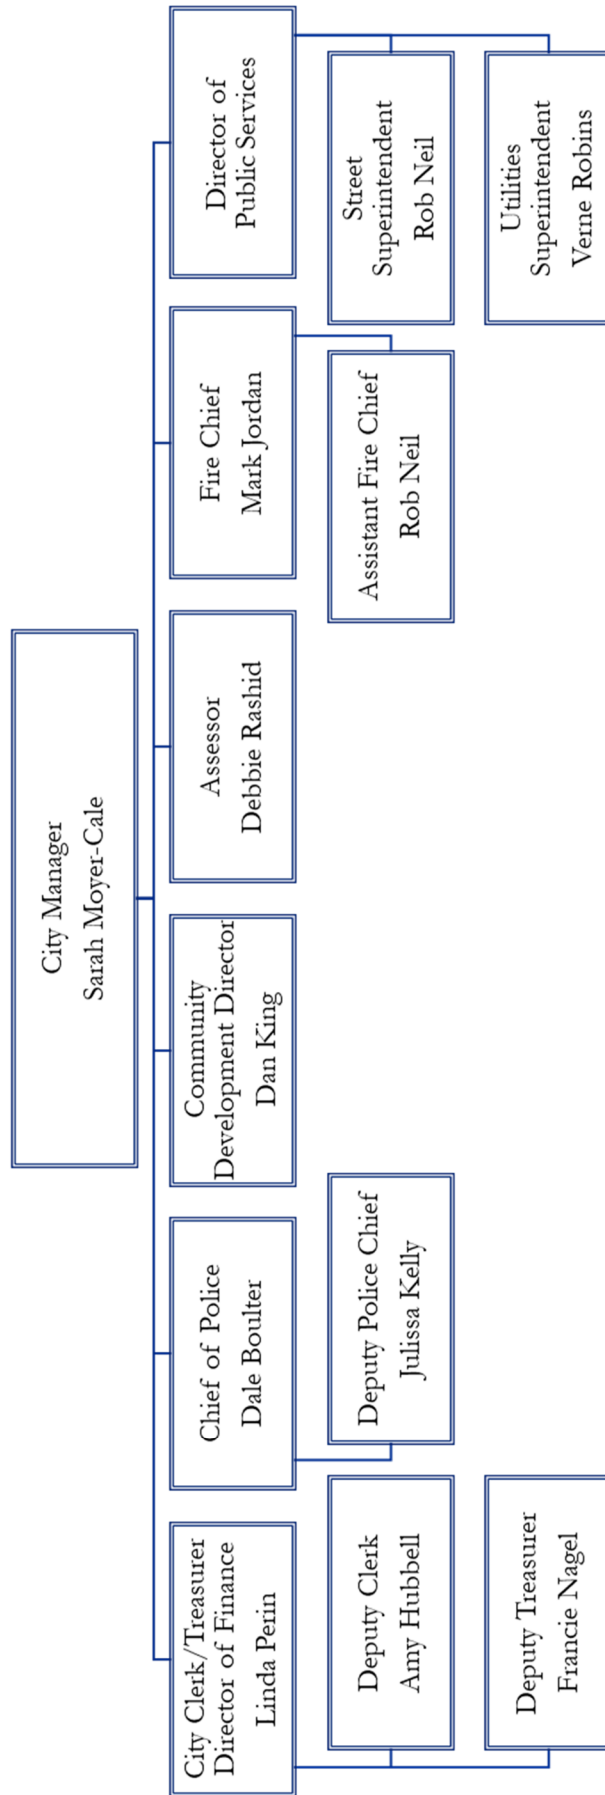 City Manager
Sarah Moyer-Cale
City Clerk/Treasurer
Director of Finance
Linda Perin
Chief of Police
Dale Boulter
Community
Development Director
Dan King
Assessor
Debbie Rashid
Fire Chief
Mark Jordan
Director of
Public Services
Deputy Clerk
Amy Hubbell
Deputy Police Chief
Julissa Kelly
Assistant Fire Chief
Rob Neil
Street
Superintendent
Rob Neil
Deputy Treasurer
Francie Nagel
Utilities
Superintendent
Verne Robins